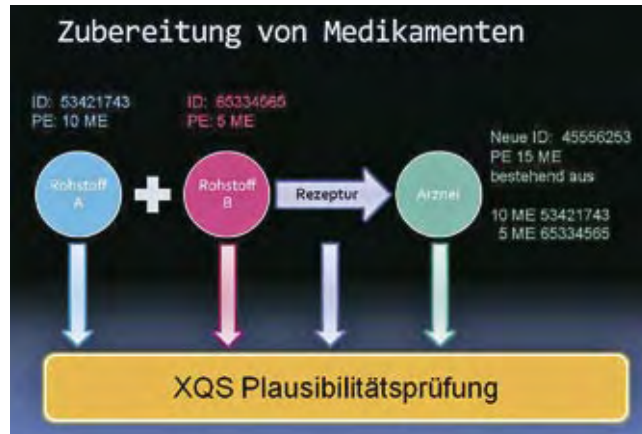 Zubereitung von Medikamenten
ID: 53421743
PE: 10 ME
ID: 65334565
PE: 5 ME
Neue ID: 45556253
PE 15 ME
bestehend aus
10 ME 53421743
5 ME 65334565
Rohstoff
A
Rohstoff
B
Rezeptur
Arznei
XQS Plausibilitätsprüfung